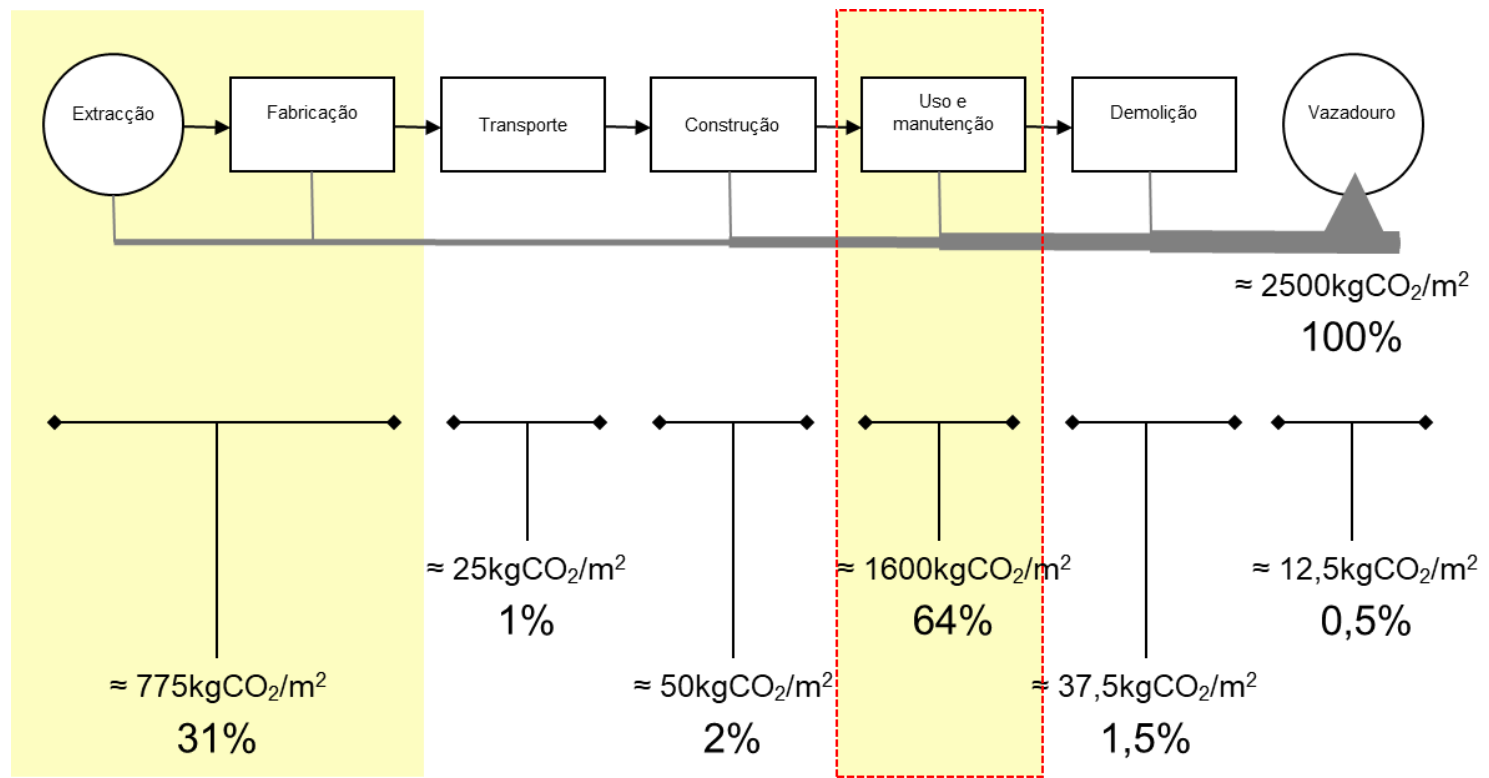 Extracção
Fabricação
Transporte
Construção
Uso e
manutenção
Demolição
Vazadouro
≈ 2500kgCO₂/m²
100%
≈ 25kgCO₂/m²
1%
≈ 1600kgCO₂/m²
64%
≈ 12,5kgCO₂/m²
0,5%
≈ 775kgCO₂/m²
31%
≈ 50kgCO₂/m²
2%
≈ 37,5kgCO₂/m²
1,5%